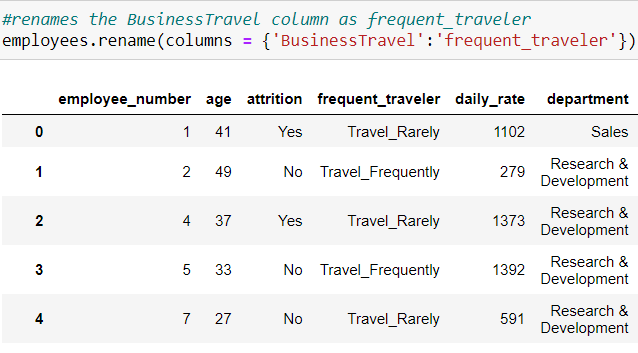 #renames the BusinessTravel column as frequent_traveler
employees.rename(columns = {'BusinessTravel':'frequent_traveler'})
employee_number age attrition frequent_traveler daily_rate department
0 1 41 Yes Travel_Rarely 1102 Sales
1 2 49 No Travel_Frequently 279 Research &
Development
2 4 37 Yes Travel_Rarely 1373 Research &
Development
3 5 33 No Travel_Frequently 1392 Research &
Development
4 7 27 No Travel_Rarely 591 Research &
Development